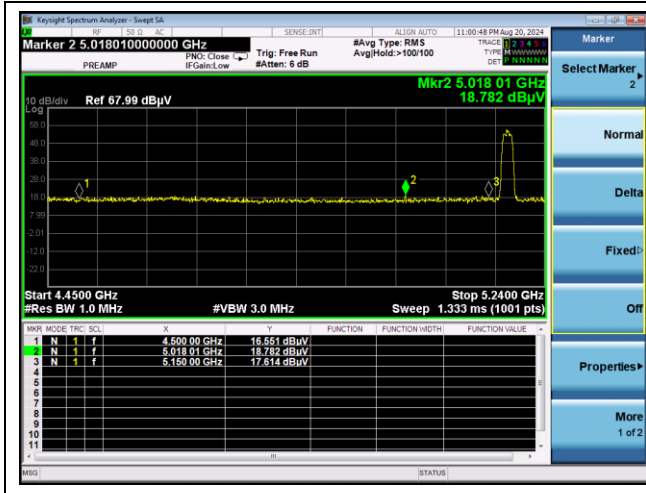 Keysight Spectrum Analyzer - Swept SA
RF 50 Ω AC SENSE:INT ALIGN AUTO 11:00:48 PM Aug 20, 2024
Marker 2 5.018010000000 GHz
PREAMP
PNO: Close
IFGain:Low
Trig: Free Run
#Atten: 6 dB
#Avg Type: RMS
Avg|Hold:>100/100
TRACE 1 2 3 4 5 6
TYPE M WWWWW
DET P N N N N N
Mkr2 5.018 01 GHz
18.782 dBµV
10 dB/div Ref 67.99 dBµV
Log
58.0
48.0
38.0
28.0
18.0
7.99
-2.01
-12.0
-22.0
1
2
3
Start 4.4500 GHz Stop 5.2400 GHz
#Res BW 1.0 MHz #VBW 3.0 MHz Sweep 1.333 ms (1001 pts)
MKR MODE TRC SCL X Y FUNCTION FUNCTION WIDTH FUNCTION VALUE
1 N 1 f 4.500 00 GHz 16.551 dBµV
2 N 1 f 5.018 01 GHz 18.782 dBµV
3 N 1 f 5.150 00 GHz 17.614 dBµV
4
5
6
7
8
9
10
11
MSG STATUS
Marker
Select Marker
2
Normal
Delta
Fixed
Off
Properties
More
1 of 2